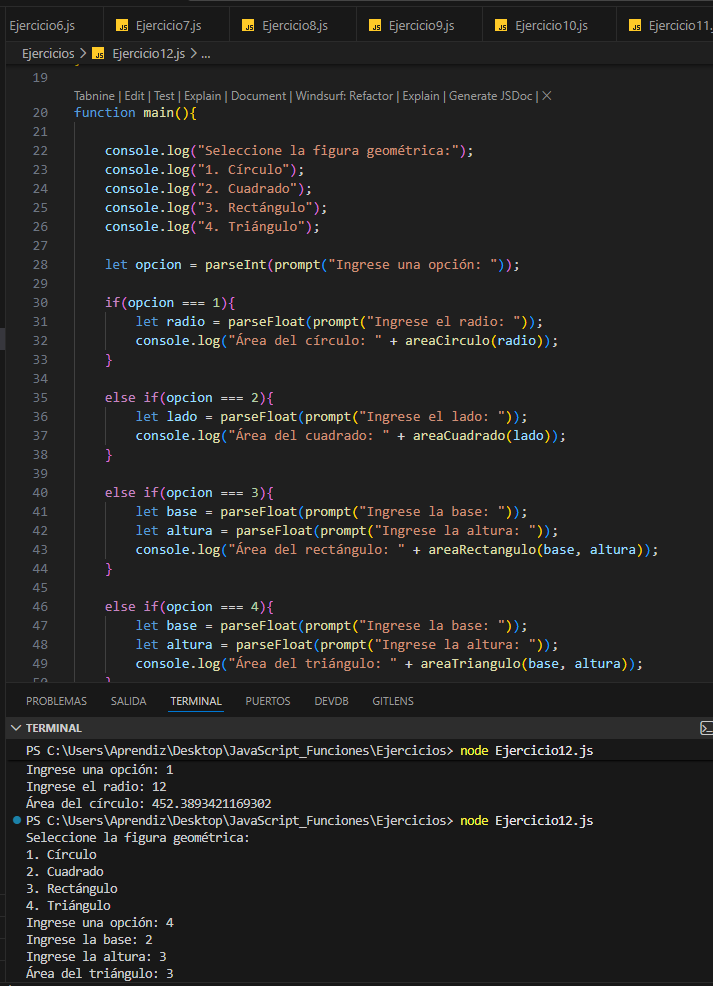 Ejercicio6.js JS Ejercicio7.js JS Ejercicio8.js JS Ejercicio9.js JS Ejercicio10.js JS Ejercicio11.
Ejercicios > JS Ejercicio12.js > ...
19
Tabnine | Edit | Test | Explain | Document | Windsurf: Refactor | Explain | Generate JSDoc | ×
20 function main(){
21
22 console.log("Seleccione la figura geométrica:");
23 console.log("1. Círculo");
24 console.log("2. Cuadrado");
25 console.log("3. Rectángulo");
26 console.log("4. Triángulo");
27
28 let opcion = parseInt(prompt("Ingrese una opción: "));
29
30 if(opcion === 1){
31 let radio = parseFloat(prompt("Ingrese el radio: "));
32 console.log("Área del círculo: " + areaCirculo(radio));
33 }
34
35 else if(opcion === 2){
36 let lado = parseFloat(prompt("Ingrese el lado: "));
37 console.log("Área del cuadrado: " + areaCuadrado(lado));
38 }
39
40 else if(opcion === 3){
41 let base = parseFloat(prompt("Ingrese la base: "));
42 let altura = parseFloat(prompt("Ingrese la altura: "));
43 console.log("Área del rectángulo: " + areaRectangulo(base, altura));
44 }
45
46 else if(opcion === 4){
47 let base = parseFloat(prompt("Ingrese la base: "));
48 let altura = parseFloat(prompt("Ingrese la altura: "));
49 console.log("Área del triángulo: " + areaTriangulo(base, altura));
50 }
PROBLEMAS SALIDA TERMINAL PUERTOS DEVDB GITLENS
TERMINAL
PS C:\Users\Aprendiz\Desktop\JavaScript_Funciones\Ejercicios> node Ejercicio12.js
Ingrese una opción: 1
Ingrese el radio: 12
Área del círculo: 452.3893421169302
PS C:\Users\Aprendiz\Desktop\JavaScript_Funciones\Ejercicios> node Ejercicio12.js
Seleccione la figura geométrica:
1. Círculo
2. Cuadrado
3. Rectángulo
4. Triángulo
Ingrese una opción: 4
Ingrese la base: 2
Ingrese la altura: 3
Área del triángulo: 3